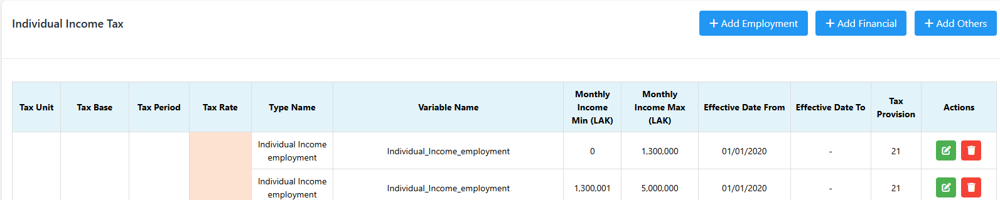 Individual Income Tax
+ Add Employment
+ Add Financial
+ Add Others
Tax Unit
Tax Base
Tax Period
Tax Rate
Type Name
Variable Name
Monthly
Income
Min (LAK)
Monthly
Income Max
(LAK)
Effective Date From
Effective Date To
Tax
Provision
Actions
Individual Income
employment
Individual_Income_employment
0
1,300,000
01/01/2020
-
21
Individual Income
employment
Individual_Income_employment
1,300,001
5,000,000
01/01/2020
-
21